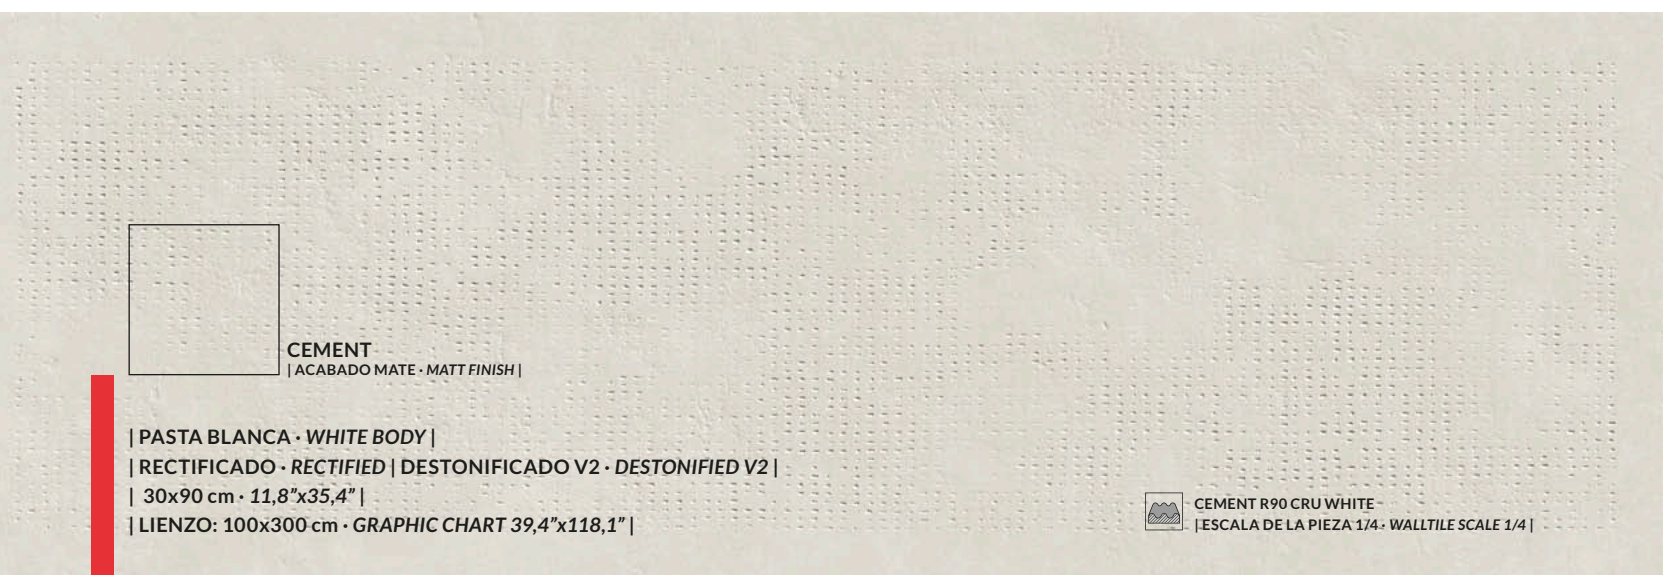 CEMENT
| ACABADO MATE · MATT FINISH |
| PASTA BLANCA · WHITE BODY |
| RECTIFICADO · RECTIFIED | DESTONIFICADO V2 · DESTONIFIED V2 |
| 30x90 cm · 11,8”x35,4” |
| LIENZO: 100x300 cm · GRAPHIC CHART 39,4”x118,1” |
CEMENT R90 CRU WHITE
| ESCALA DE LA PIEZA 1/4 · WALLTILE SCALE 1/4 |